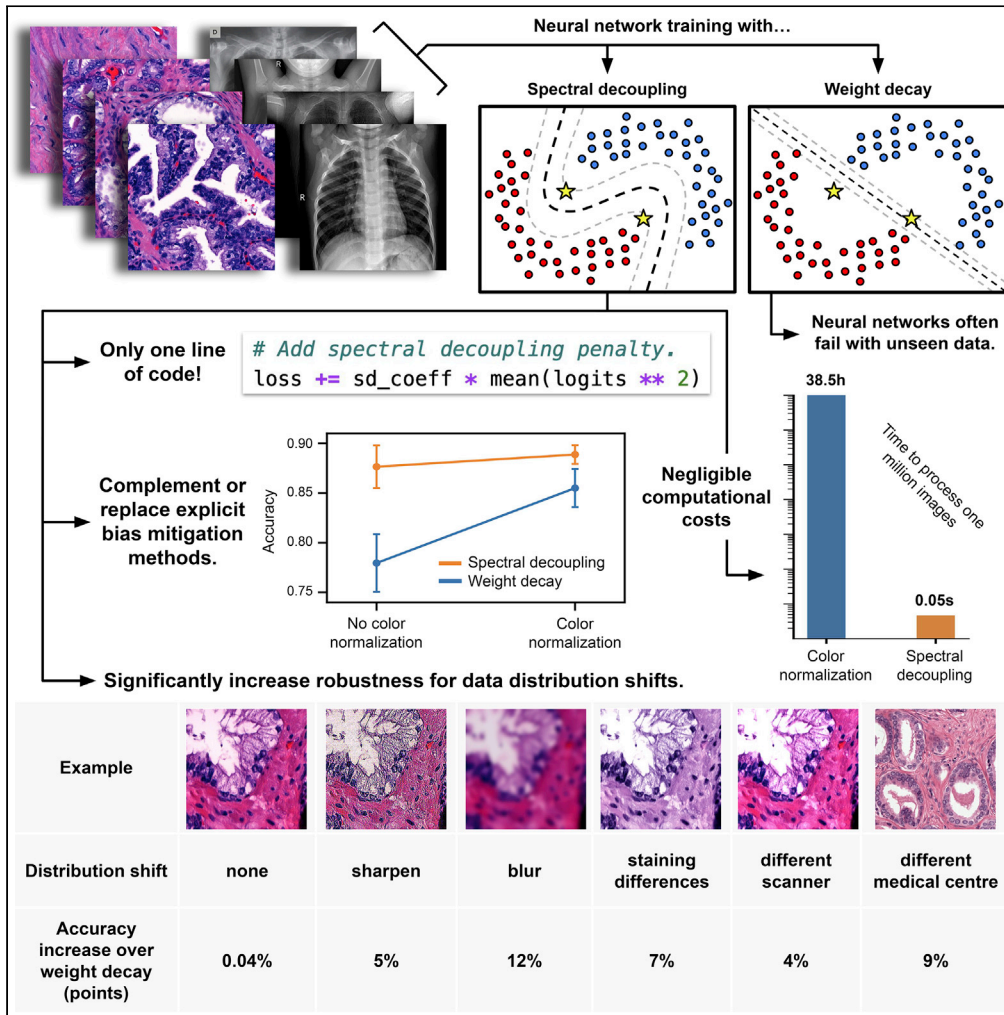 Neural network training with...
D
R
R
Spectral decoupling
Weight decay
Neural networks often
fail with unseen data.
Only one line
of code!
# Add spectral decoupling penalty.
loss += sd_coeff * mean(logits ** 2)
Complement or
replace explicit
bias mitigation
methods.
Accuracy
0.90
0.85
0.80
0.75
Spectral decoupling
Weight decay
No color
normalization
Color
normalization
Negligible
computational
costs
38.5h
Time to process one
million images
0.05s
Color
normalization
Spectral
decoupling
Significantly increase robustness for data distribution shifts.
Example
Distribution shift
none
sharpen
blur
staining
differences
different
scanner
different
medical centre
Accuracy
increase over
weight decay
(points)
0.04%
5%
12%
7%
4%
9%